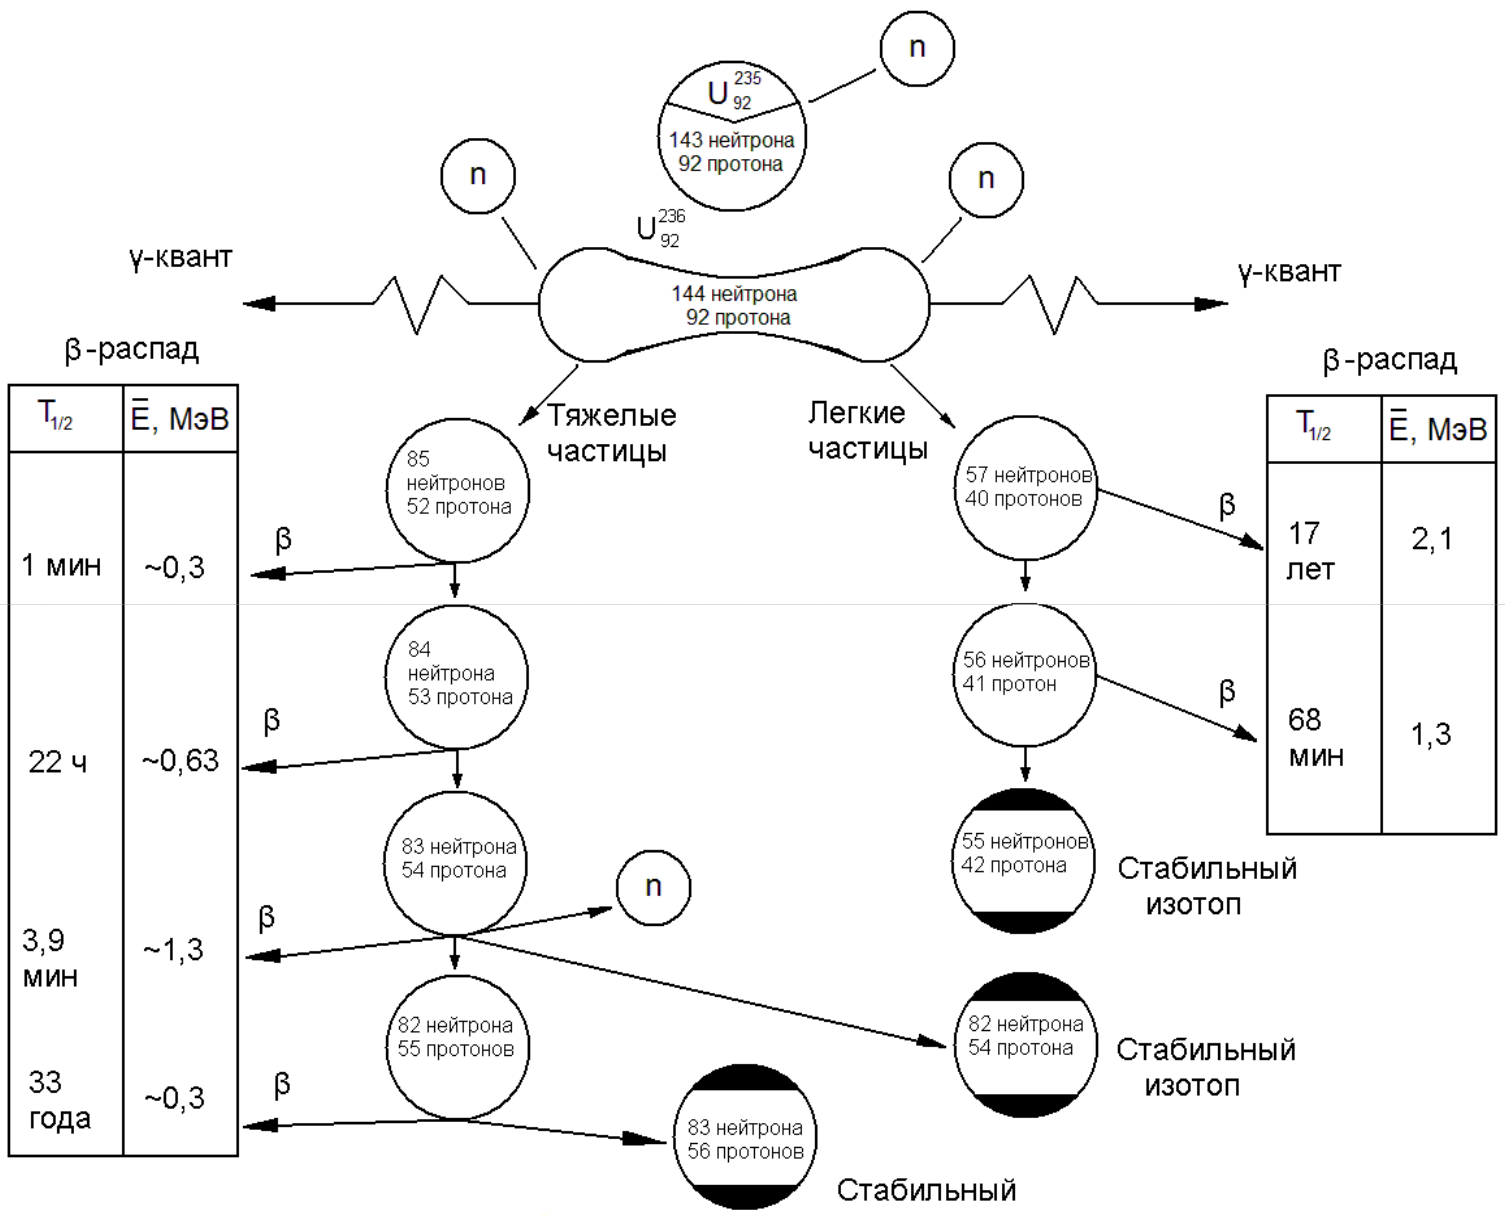 n
U 235 92
143 нейтрона
92 протона
n
n
U 236 92
γ-квант
γ-квант
144 нейтрона
92 протона
β-распад
T1/2
E̅, МэВ
1 мин
~0,3
22 ч
~0,63
3,9
мин
~1,3
33
года
~0,3
Тяжелые
частицы
Легкие
частицы
β-распад
T1/2
E̅, МэВ
17
лет
2,1
68
мин
1,3
85
нейтронов
52 протона
β
84
нейтрона
53 протона
β
83 нейтрона
54 протона
β
n
82 нейтрона
55 протонов
β
83 нейтрона
56 протонов
Стабильный
57 нейтронов
40 протонов
β
56 нейтронов
41 протон
β
55 нейтронов
42 протона
Стабильный
изотоп
82 нейтрона
54 протона
Стабильный
изотоп